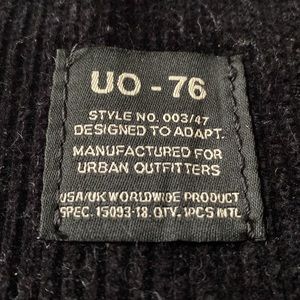 UO - 76
STYLE NO. 003/47
DESIGNED TO ADAPT.
MANUFACTURED FOR
URBAN OUTFITTERS
USA/UK WORLDWIDE PRODUCT
SPEC. 15093-18. QTY. 1PCS INTL